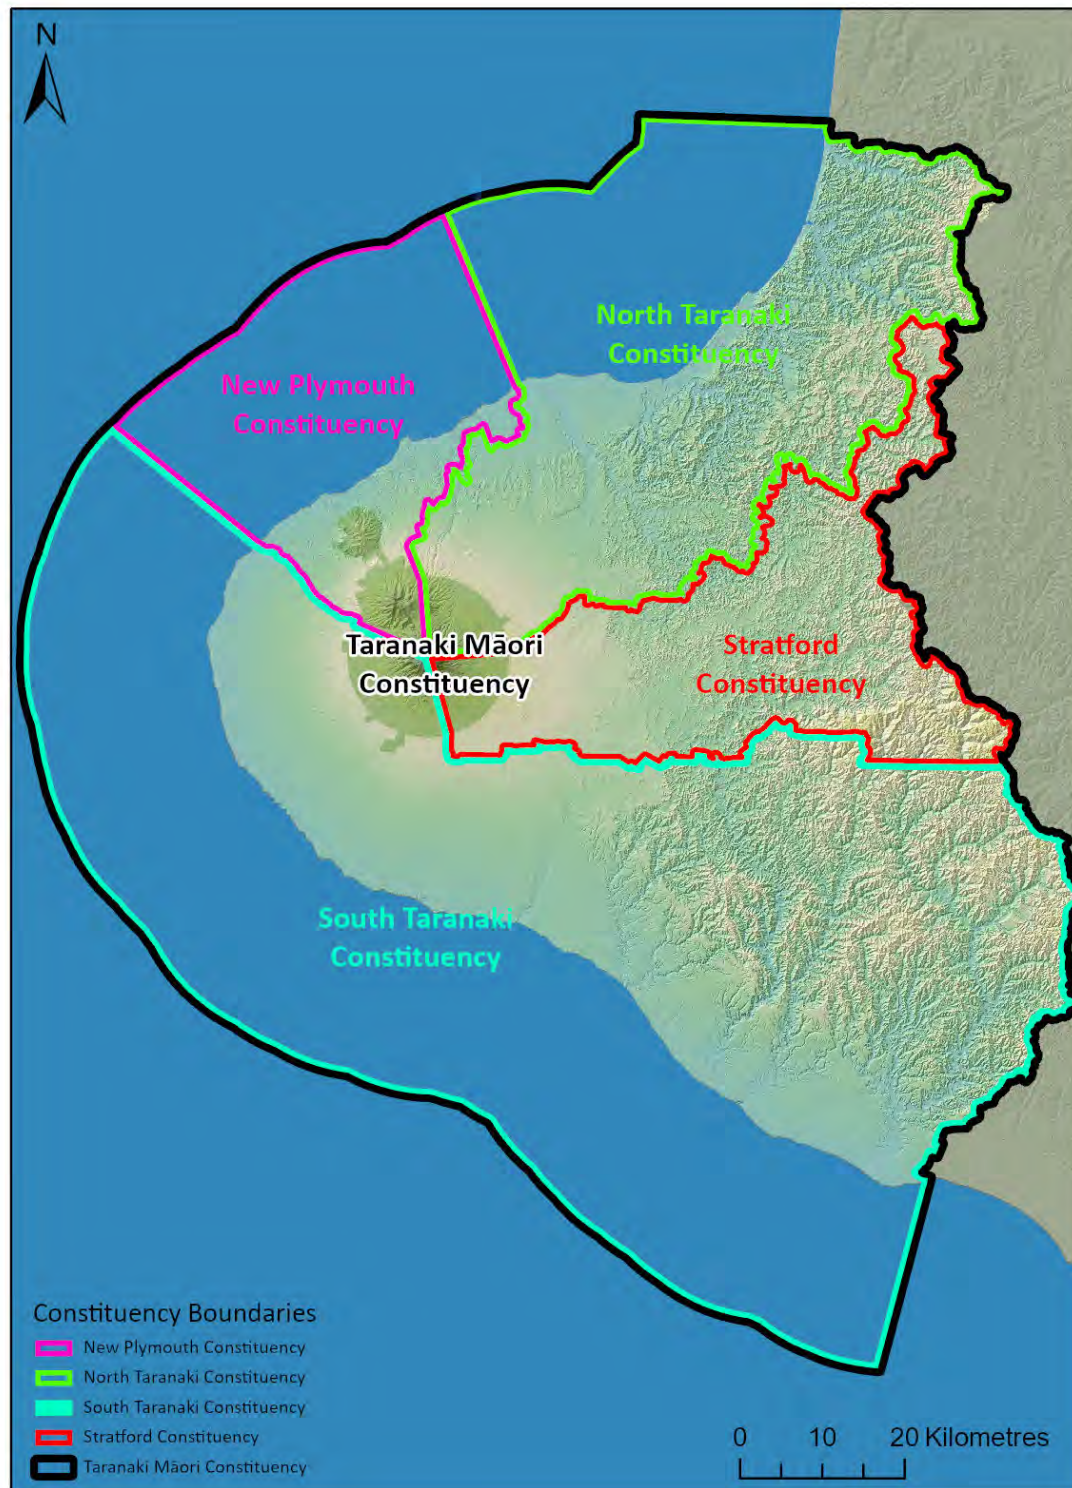 N
North Taranaki
Constituency
New Plymouth
Constituency
Taranaki Māori
Constituency
Stratford
Constituency
South Taranaki
Constituency
Constituency Boundaries
New Plymouth Constituency
North Taranaki Constituency
South Taranaki Constituency
Stratford Constituency
Taranaki Māori Constituency
0 10 20 Kilometres